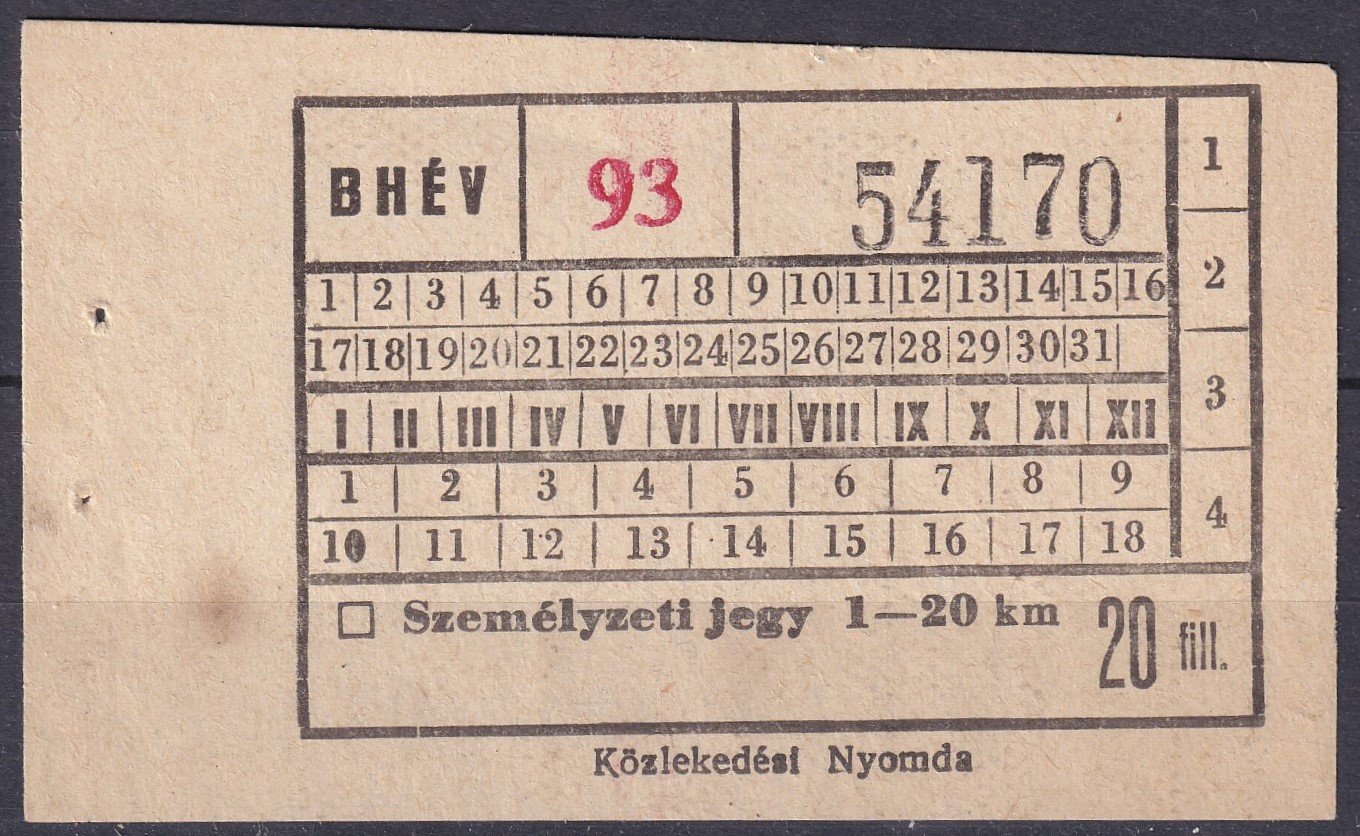 BHÉV 93 54170 1
1 2 3 4 5 6 7 8 9 10 11 12 13 14 15 16 2
17 18 19 20 21 22 23 24 25 26 27 28 29 30 31
I II III IV V VI VII VIII IX X XI XII 3
1 2 3 4 5 6 7 8 9
10 11 12 13 14 15 16 17 18 4
☐ Személyzeti jegy 1—20 km 20 fill.
Közlekedési Nyomda